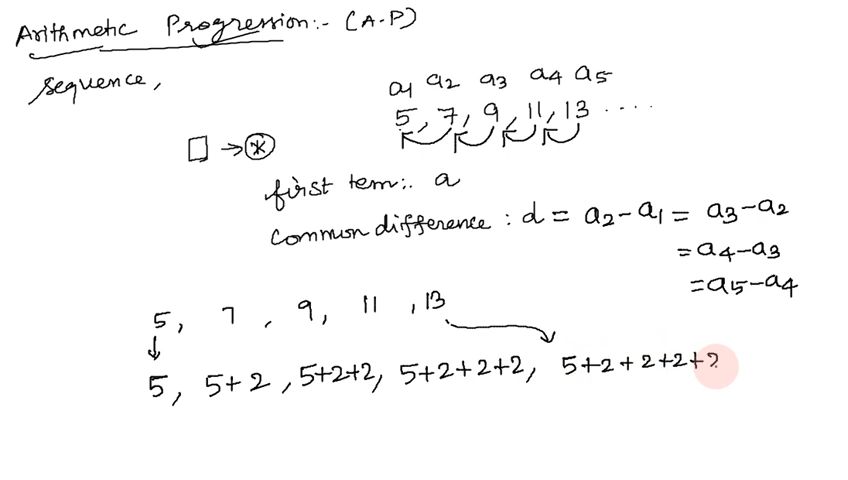 Arithmetic Progression:- (A-P)
sequence,
a1 a2 a3 a4 a5
5, 7, 9, 11, 13 ....
□ → *
first term:. a
common difference : d = a2-a1 = a3-a2
= a4-a3
= a5-a4
5, 7, 9, 11, 13
5, 5+2, 5+2+2, 5+2+2+2, 5+2+2+2+2